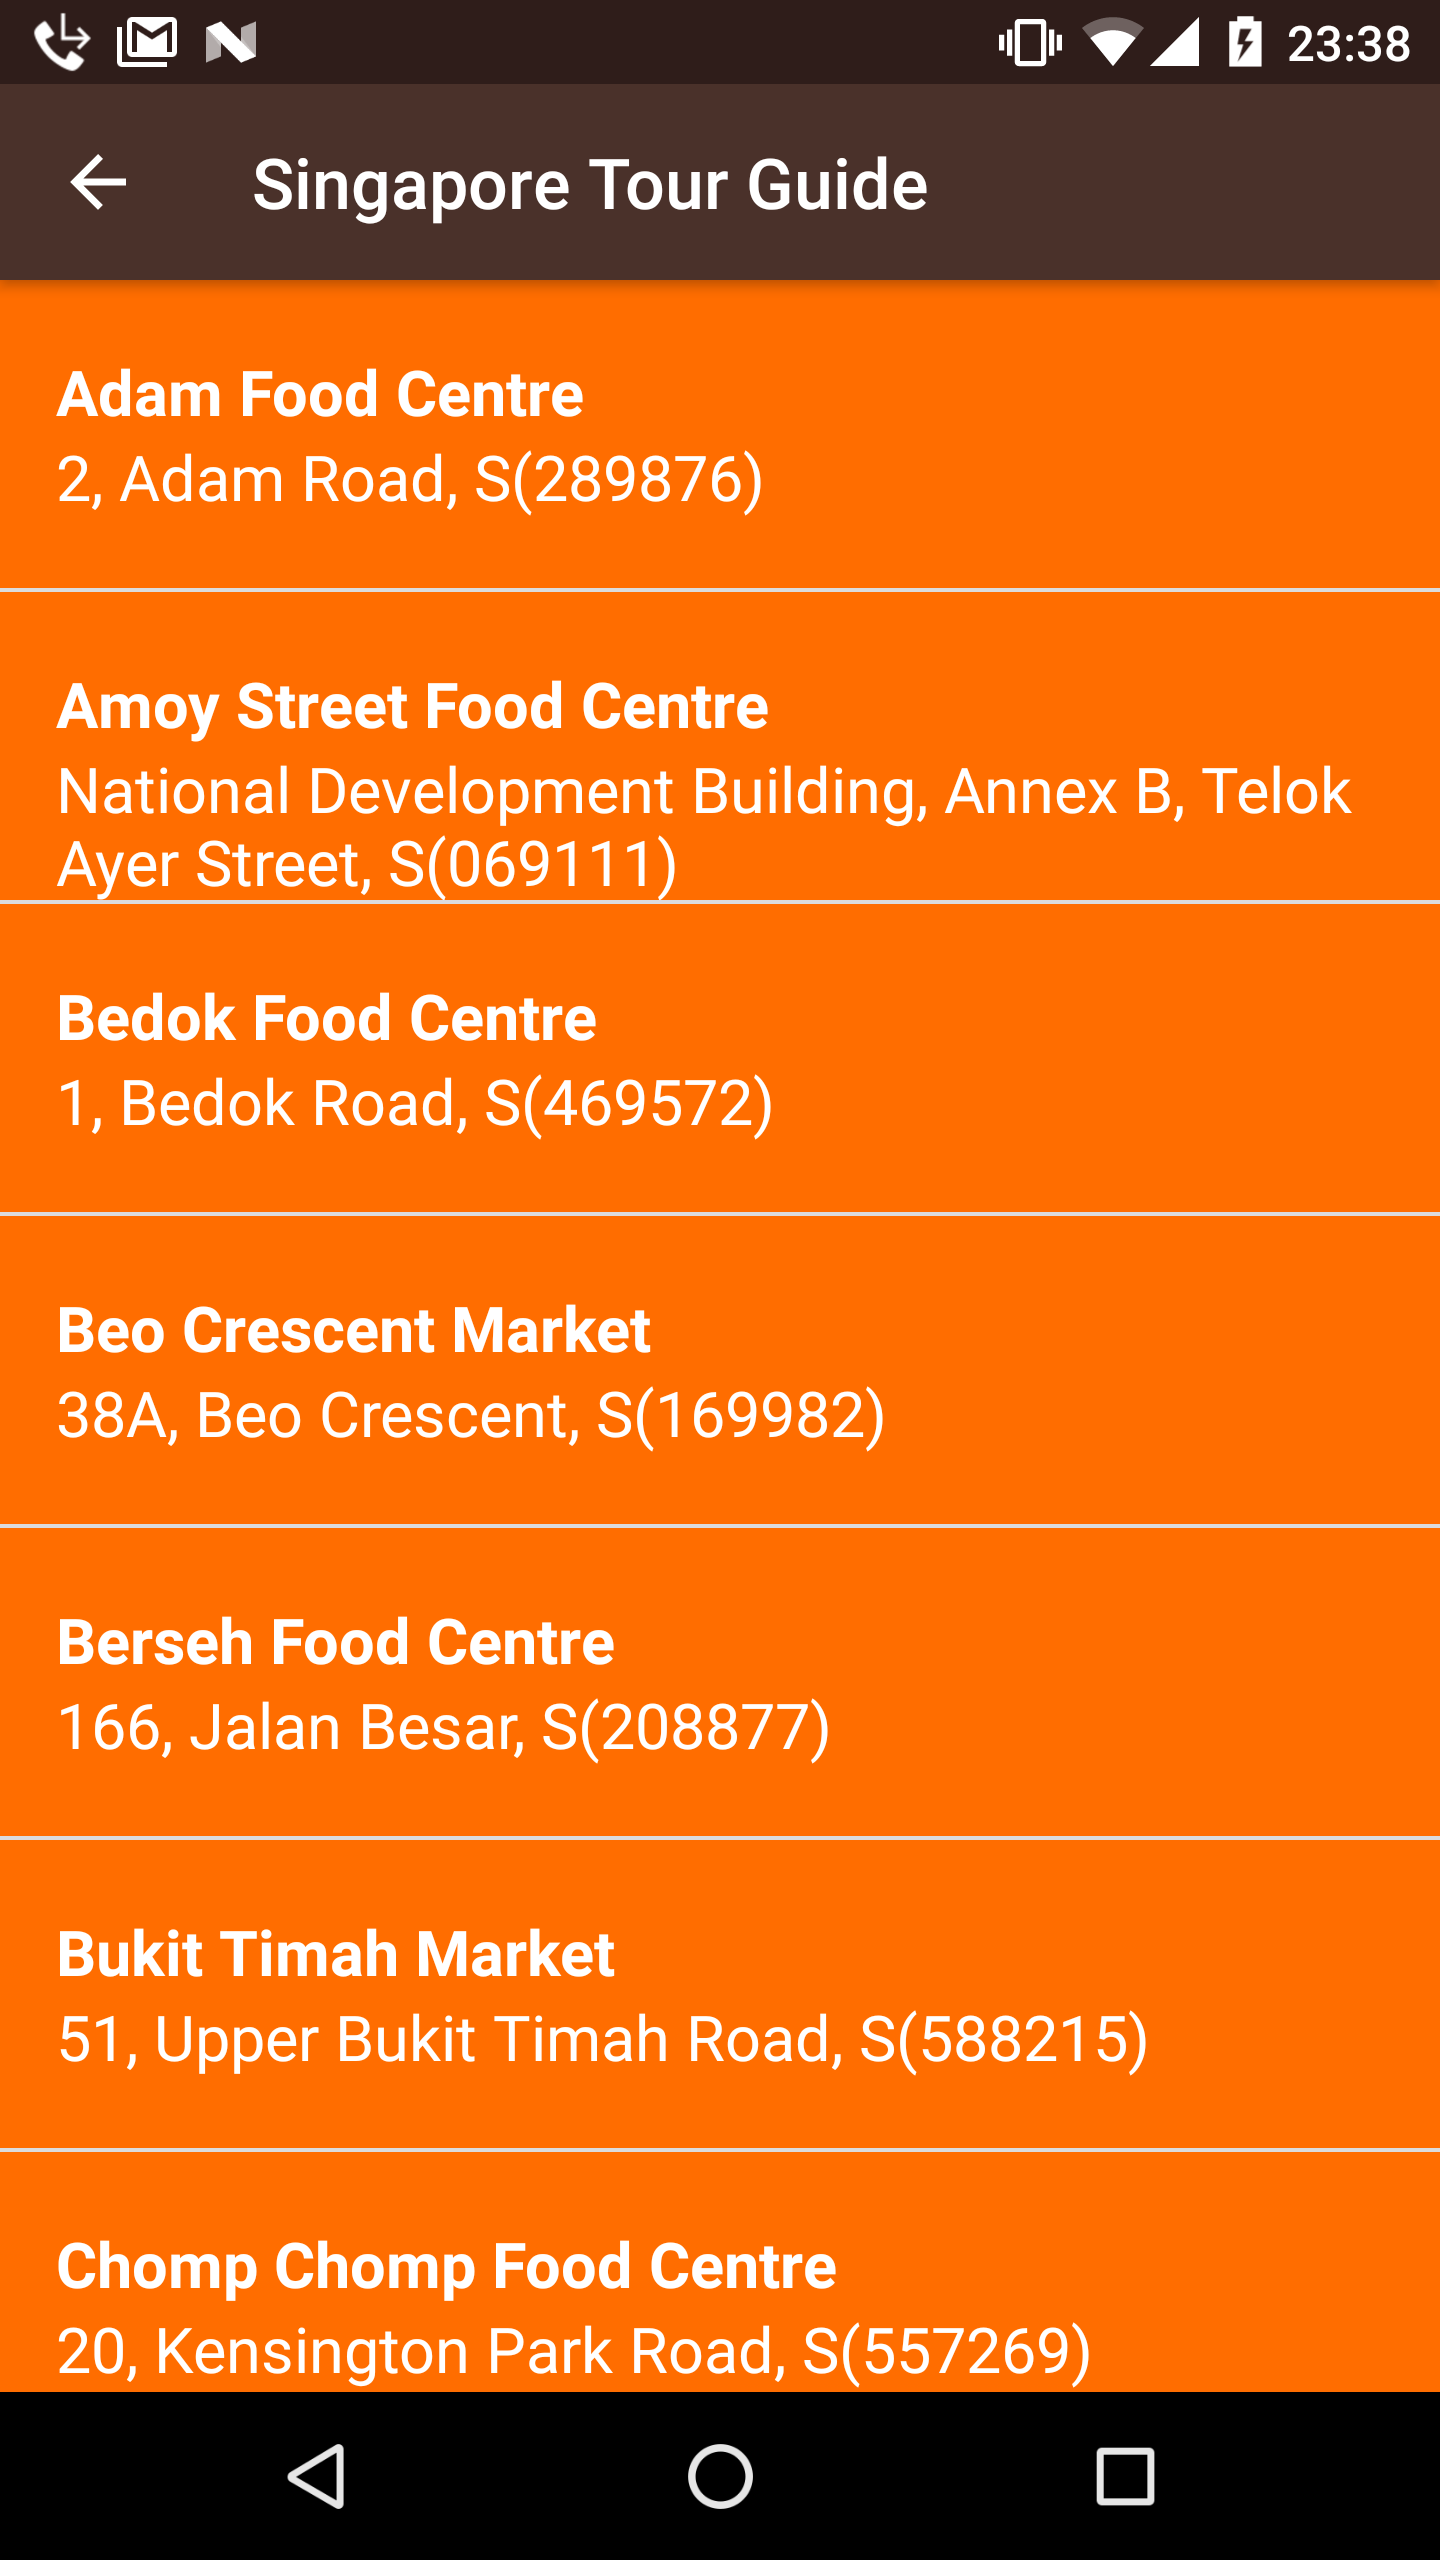 23:38
Singapore Tour Guide
Adam Food Centre
2, Adam Road, S(289876)
Amoy Street Food Centre
National Development Building, Annex B, Telok
Ayer Street, S(069111)
Bedok Food Centre
1, Bedok Road, S(469572)
Beo Crescent Market
38A, Beo Crescent, S(169982)
Berseh Food Centre
166, Jalan Besar, S(208877)
Bukit Timah Market
51, Upper Bukit Timah Road, S(588215)
Chomp Chomp Food Centre
20, Kensington Park Road, S(557269)